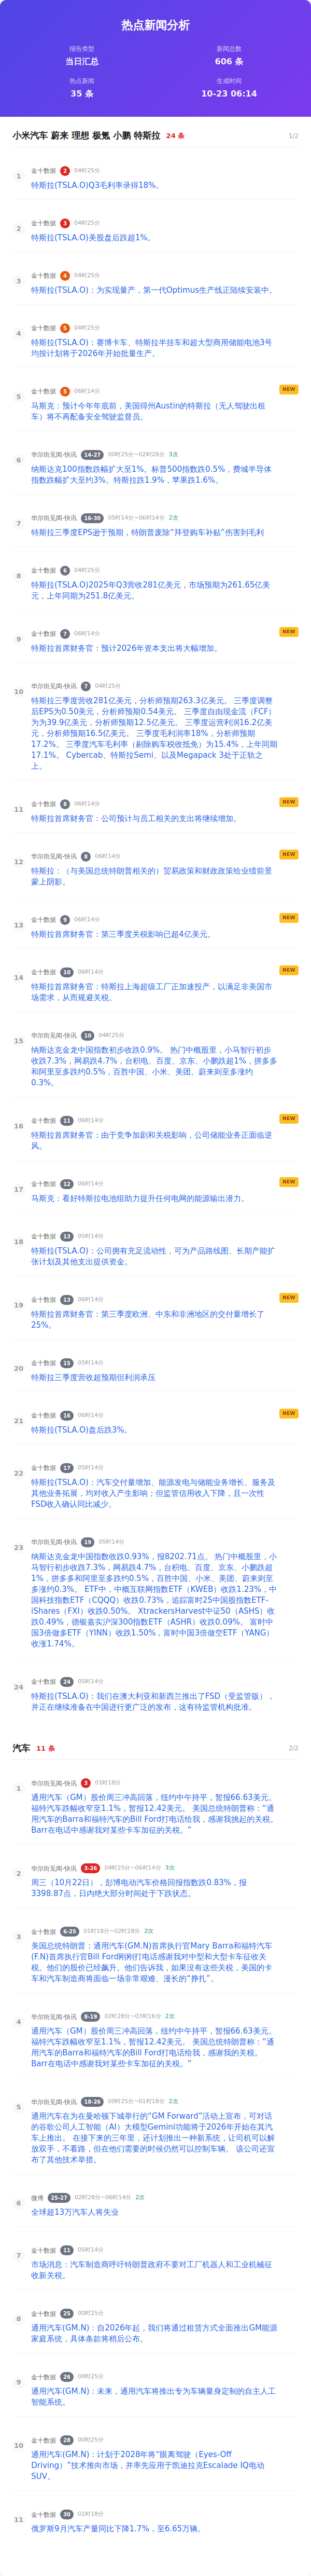 热点新闻分析
报告类型
当日汇总
新闻总数
606 条
热点新闻
35 条
生成时间
10-23 06:14
小米汽车 蔚来 理想 极氪 小鹏 特斯拉 24 条 1/2
1
金十数据 2 04时25分
特斯拉(TSLA.O)Q3毛利率录得18%。
2
金十数据 3 04时25分
特斯拉(TSLA.O)美股盘后跌超1%。
3
金十数据 4 04时25分
特斯拉(TSLA.O)：为实现量产，第一代Optimus生产线正陆续安装中。
4
金十数据 5 04时25分
特斯拉(TSLA.O)：赛博卡车、特斯拉半挂车和超大型商用储能电池3号
均按计划将于2026年开始批量生产。
5
金十数据 5 06时14分 NEW
马斯克：预计今年年底前，美国得州Austin的特斯拉（无人驾驶出租
车）将不再配备安全驾驶监督员。
6
华尔街见闻-快讯 14-27 00时25分~02时28分 3次
纳斯达克100指数跌幅扩大至1%。标普500指数跌0.5%，费城半导体
指数跌幅扩大至约3%。特斯拉跌1.9%，苹果跌1.6%。
7
华尔街见闻-快讯 16-30 05时14分~06时14分 2次
特斯拉三季度EPS逊于预期，特朗普废除“拜登购车补贴”伤害到毛利
8
金十数据 6 04时25分
特斯拉(TSLA.O)2025年Q3营收281亿美元，市场预期为261.65亿美
元，上年同期为251.8亿美元。
9
金十数据 7 06时14分 NEW
特斯拉首席财务官：预计2026年资本支出将大幅增加。
10
华尔街见闻-快讯 7 04时25分
特斯拉三季度营收281亿美元，分析师预期263.3亿美元。 三季度调整
后EPS为0.50美元，分析师预期0.54美元。 三季度自由现金流（FCF）
为为39.9亿美元，分析师预期12.5亿美元。 三季度运营利润16.2亿美
元，分析师预期16.5亿美元。 三季度毛利润率18%，分析师预期
17.2%。 三季度汽车毛利率（剔除购车税收抵免）为15.4%，上年同期
17.1%。 Cybercab、特斯拉Semi、以及Megapack 3处于正轨之
上。
11
金十数据 8 06时14分 NEW
特斯拉首席财务官：公司预计与员工相关的支出将继续增加。
12
华尔街见闻-快讯 8 06时14分 NEW
特斯拉：（与美国总统特朗普相关的）贸易政策和财政政策给业绩前景
蒙上阴影。
13
金十数据 9 06时14分 NEW
特斯拉首席财务官：第三季度关税影响已超4亿美元。
14
金十数据 10 06时14分 NEW
特斯拉首席财务官：特斯拉上海超级工厂正加速投产，以满足非美国市
场需求，从而规避关税。
15
华尔街见闻-快讯 10 04时25分
纳斯达克金龙中国指数初步收跌0.9%。 热门中概股里，小马智行初步
收跌7.3%，网易跌4.7%，台积电、百度、京东、小鹏跌超1%，拼多多
和阿里至多跌约0.5%，百胜中国、小米、美团、蔚来则至多涨约
0.3%。
16
金十数据 11 06时14分 NEW
特斯拉首席财务官：由于竞争加剧和关税影响，公司储能业务正面临逆
风。
17
金十数据 12 06时14分 NEW
马斯克：看好特斯拉电池组助力提升任何电网的能源输出潜力。
18
金十数据 13 05时14分
特斯拉(TSLA.O)：公司拥有充足流动性，可为产品路线图、长期产能扩
张计划及其他支出提供资金。
19
金十数据 13 06时14分 NEW
特斯拉首席财务官：第三季度欧洲、中东和非洲地区的交付量增长了
25%。
20
金十数据 15 05时14分
特斯拉三季度营收超预期但利润承压
21
金十数据 16 06时14分 NEW
特斯拉(TSLA.O)盘后跌3%。
22
金十数据 17 05时14分
特斯拉(TSLA.O)：汽车交付量增加、能源发电与储能业务增长、服务及
其他业务拓展，均对收入产生影响；但监管信用收入下降，且一次性
FSD收入确认同比减少。
23
华尔街见闻-快讯 19 05时14分
纳斯达克金龙中国指数收跌0.93%，报8202.71点。 热门中概股里，小
马智行初步收跌7.3%，网易跌4.7%，台积电、百度、京东、小鹏跌超
1%，拼多多和阿里至多跌约0.5%，百胜中国、小米、美团、蔚来则至
多涨约0.3%。 ETF中，中概互联网指数ETF（KWEB）收跌1.23%，中
国科技指数ETF（CQQQ）收跌0.73%，追踪富时25中国股指数ETF-
iShares（FXI）收跌0.50%。 XtrackersHarvest中证50（ASHS）收
跌0.49%，德银嘉实沪深300指数ETF（ASHR）收跌0.09%。 富时中
国3倍做多ETF（YINN）收跌1.50%，富时中国3倍做空ETF（YANG）
收涨1.74%。
24
金十数据 24 05时14分
特斯拉(TSLA.O)：我们在澳大利亚和新西兰推出了FSD（受监管版），
并正在继续准备在中国进行更广泛的发布，这有待监管机构批准。
汽车 11 条 2/2
1
华尔街见闻-快讯 3 01时18分
通用汽车（GM）股价周三冲高回落，纽约中午持平，暂报66.63美元。
福特汽车跌幅收窄至1.1%，暂报12.42美元。 美国总统特朗普称：“通
用汽车的Barra和福特汽车的Bill Ford打电话给我，感谢我挑起的关税。
Barr在电话中感谢我对某些卡车加征的关税。”
2
华尔街见闻-快讯 3-26 04时25分~06时14分 3次
周三（10月22日），彭博电动汽车价格回报指数跌0.83%，报
3398.87点，日内绝大部分时间处于下跌状态。
3
金十数据 6-25 01时18分~02时28分 2次
美国总统特朗普：通用汽车(GM.N)首席执行官Mary Barra和福特汽车
(F.N)首席执行官Bill Ford刚刚打电话感谢我对中型和大型卡车征收关
税。他们的股价已经飙升。他们告诉我，如果没有这些关税，美国的卡
车和汽车制造商将面临一场非常艰难、漫长的“挣扎”。
4
华尔街见闻-快讯 8-19 02时28分~03时16分 2次
通用汽车（GM）股价周三冲高回落，纽约中午持平，暂报66.63美元。
福特汽车跌幅收窄至1.1%，暂报12.42美元。 美国总统特朗普：“通
用汽车的Barra和福特汽车的Bill Ford打电话给我，感谢我的关税。
Barr在电话中感谢我对某些卡车加征的关税。”
5
华尔街见闻-快讯 18-26 00时25分~01时18分 2次
通用汽车在为在曼哈顿下城举行的“GM Forward”活动上宣布，可对话
的谷歌公司人工智能（AI）大模型Gemini功能将于2026年开始在其汽
车上推出。 在接下来的三年里，还计划推出一种新系统，让司机可以解
放双手，不看路，但在他们需要的时候仍然可以控制车辆。 该公司还宣
布了其他技术举措。
6
微博 25-27 02时28分~06时14分 2次
全球超13万汽车人将失业
7
金十数据 11 05时14分
市场消息：汽车制造商呼吁特朗普政府不要对工厂机器人和工业机械征
收新关税。
8
金十数据 25 00时25分
通用汽车(GM.N)：自2026年起，我们将通过租赁方式全面推出GM能源
家庭系统，具体条款将稍后公布。
9
金十数据 26 00时25分
通用汽车(GM.N)：未来，通用汽车将推出专为车辆量身定制的自主人工
智能系统。
10
金十数据 28 00时25分
通用汽车(GM.N)：计划于2028年将“眼离驾驶（Eyes-Off
Driving）”技术推向市场，并率先应用于凯迪拉克Escalade IQ电动
SUV。
11
金十数据 30 01时18分
俄罗斯9月汽车产量同比下降1.7%，至6.65万辆。